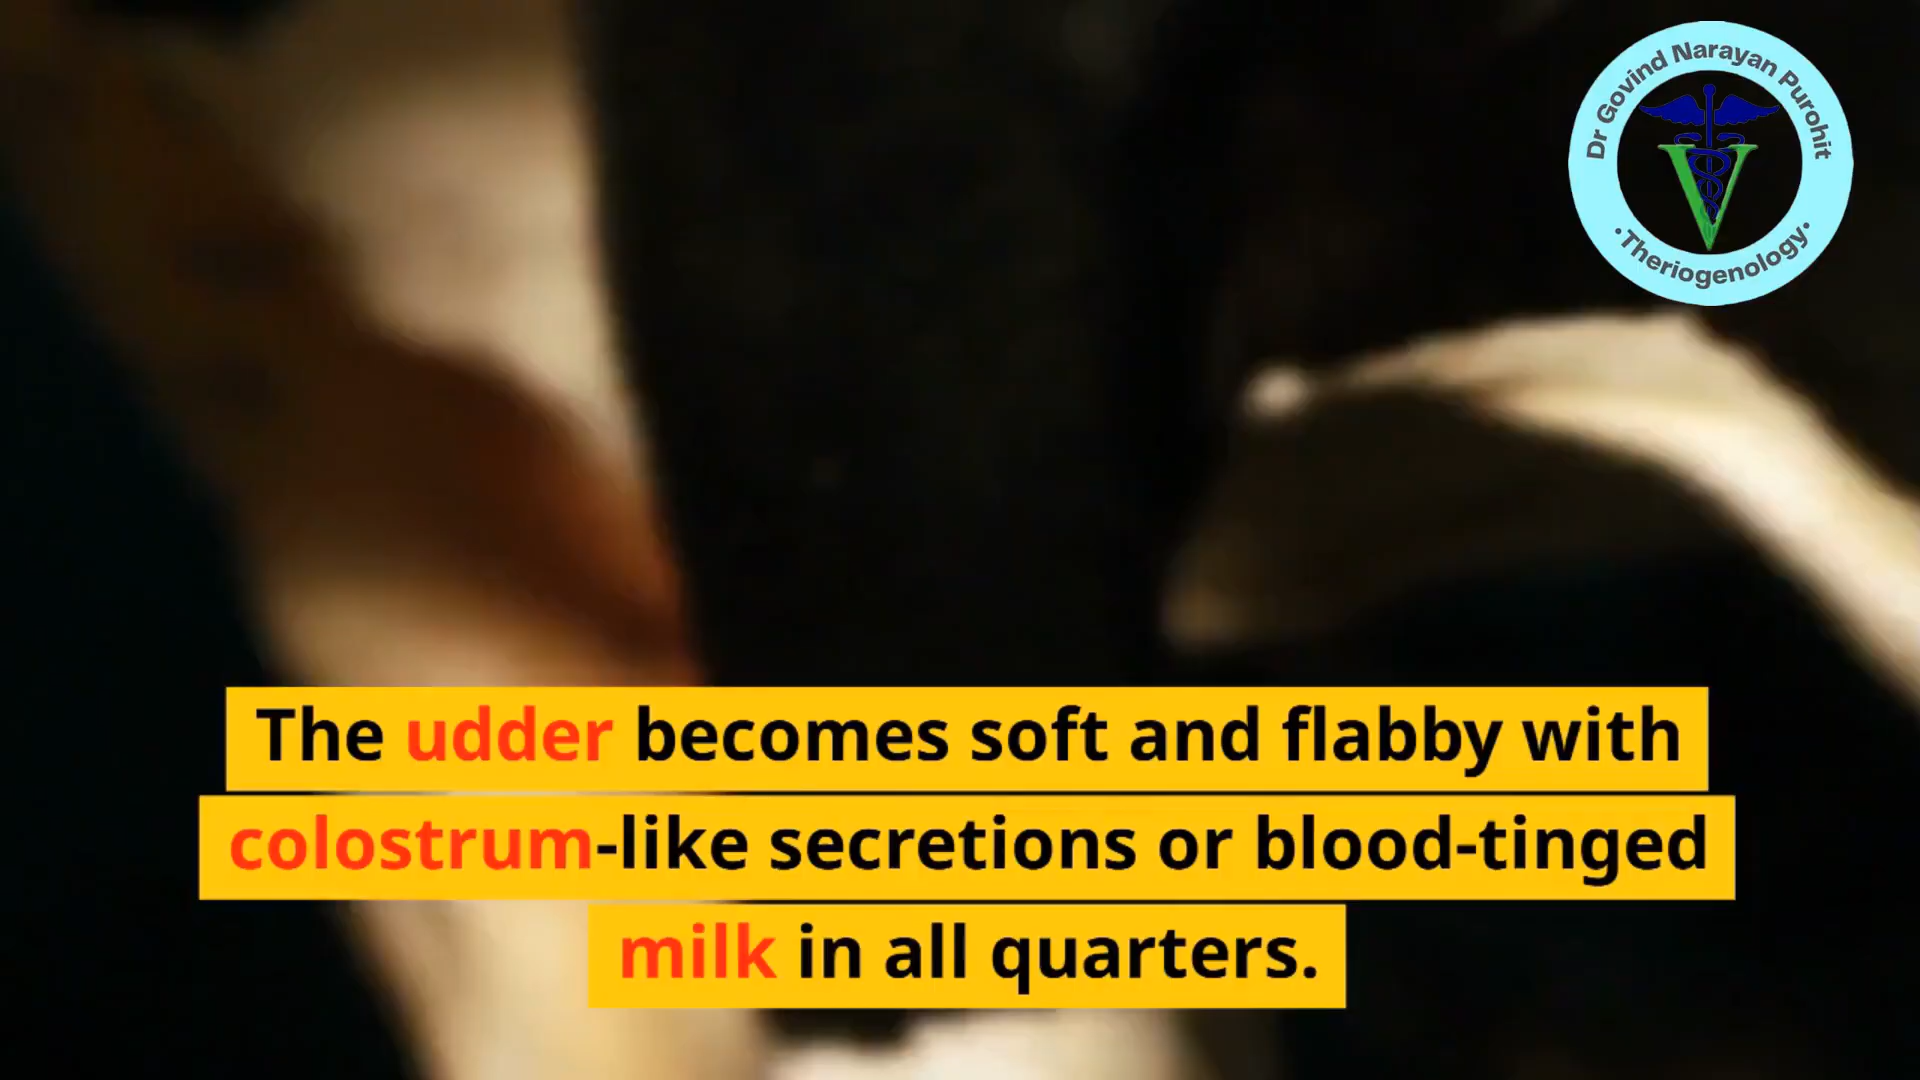 Dr Govind Narayan Purohit
V
·Theriogenology·
The udder becomes soft and flabby with
colostrum-like secretions or blood-tinged
milk in all quarters.